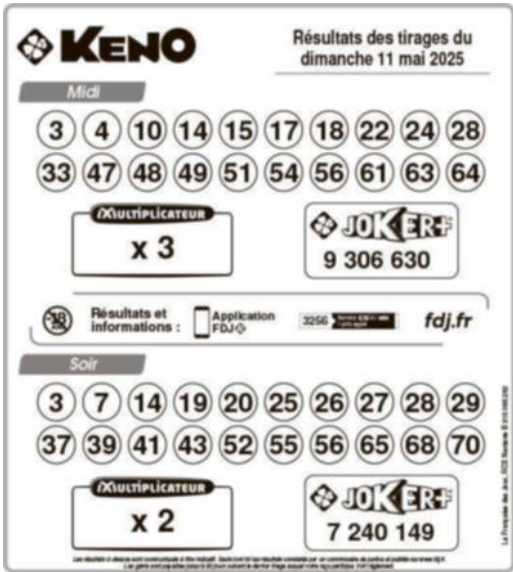 KENO
Résultats des tirages du
dimanche 11 mai 2025
Midi
3 4 10 14 15 17 18 22 24 28
33 47 48 49 51 54 56 61 63 64
MULTIPLICATEUR
x 3
JOKER+
9 306 630
-18
Résultats et
informations :
Application
FDJ
3256
fdj.fr
Soir
3 7 14 19 20 25 26 27 28 29
37 39 41 43 52 55 56 65 68 70
MULTIPLICATEUR
x 2
JOKER+
7 240 149